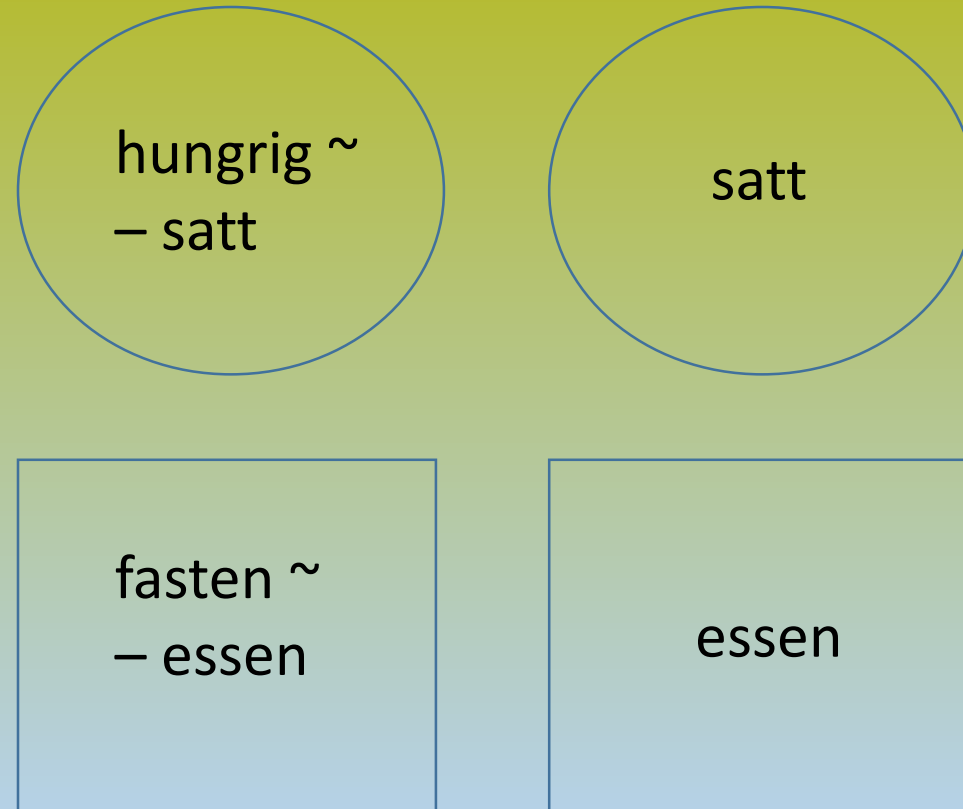 hungrig ~
– satt
satt
fasten ~
– essen
essen